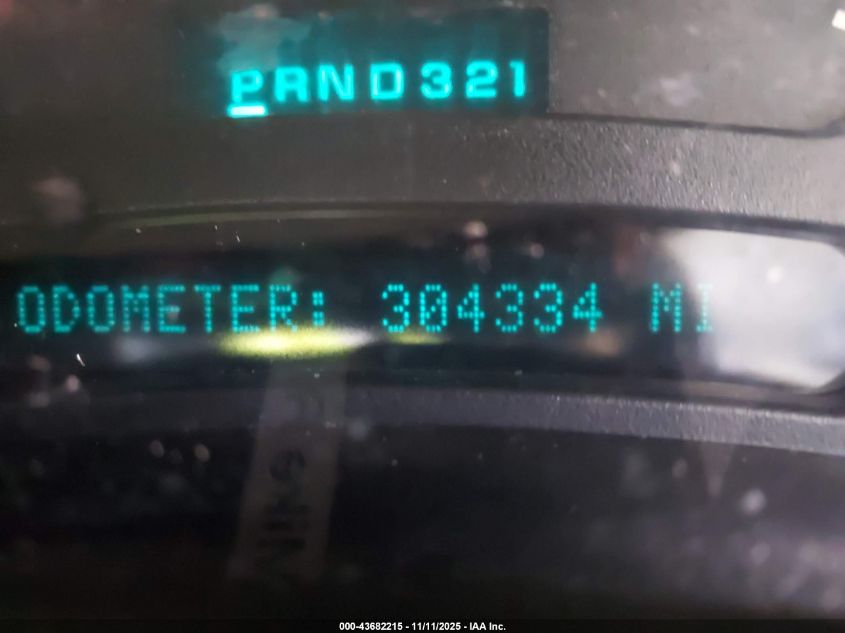 PRND321
ODOMETER: 304334 MI
000-43682215 - 11/11/2025 - IAA Inc.